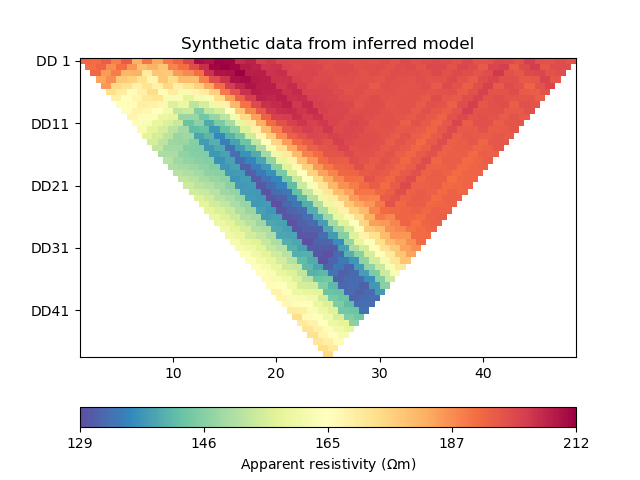 Synthetic data from inferred model
DD 1
DD11
DD21
DD31
DD41
10 20 30 40
129 146 165 187 212
Apparent resistivity (Ωm)